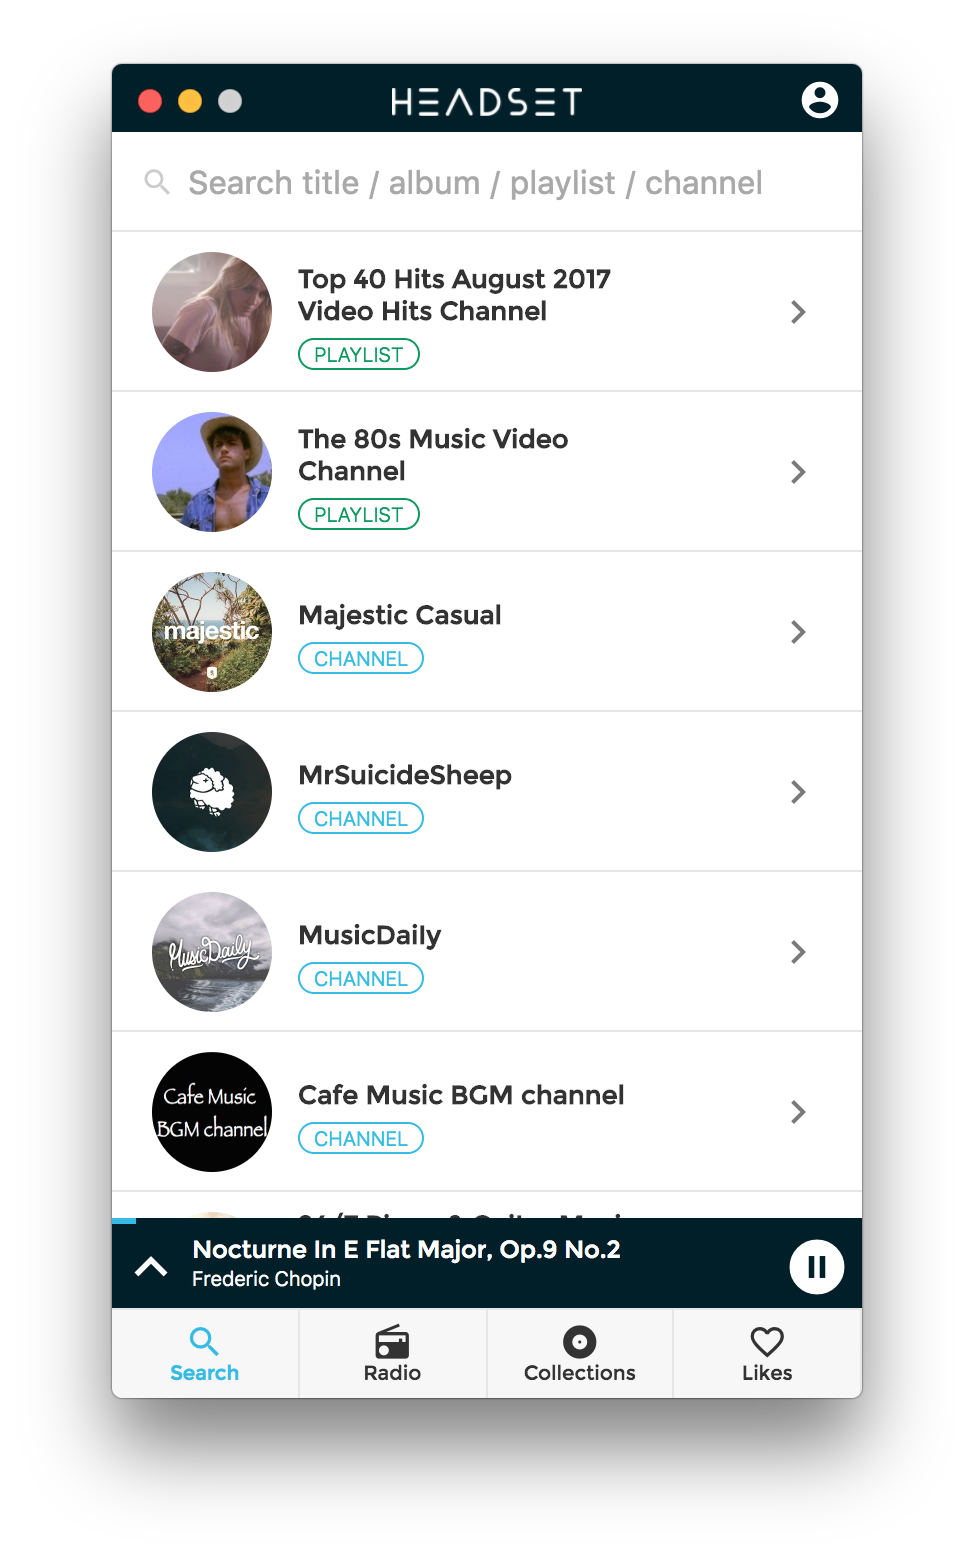 HEADSET
Search title / album / playlist / channel
Top 40 Hits August 2017
Video Hits Channel
PLAYLIST
The 80s Music Video
Channel
PLAYLIST
majestic
Majestic Casual
CHANNEL
MrSuicideSheep
CHANNEL
MusicDaily
MusicDaily
CHANNEL
Cafe Music
BGM channel
Cafe Music BGM channel
CHANNEL
Nocturne In E Flat Major, Op.9 No.2
Frederic Chopin
Search
Radio
Collections
Likes